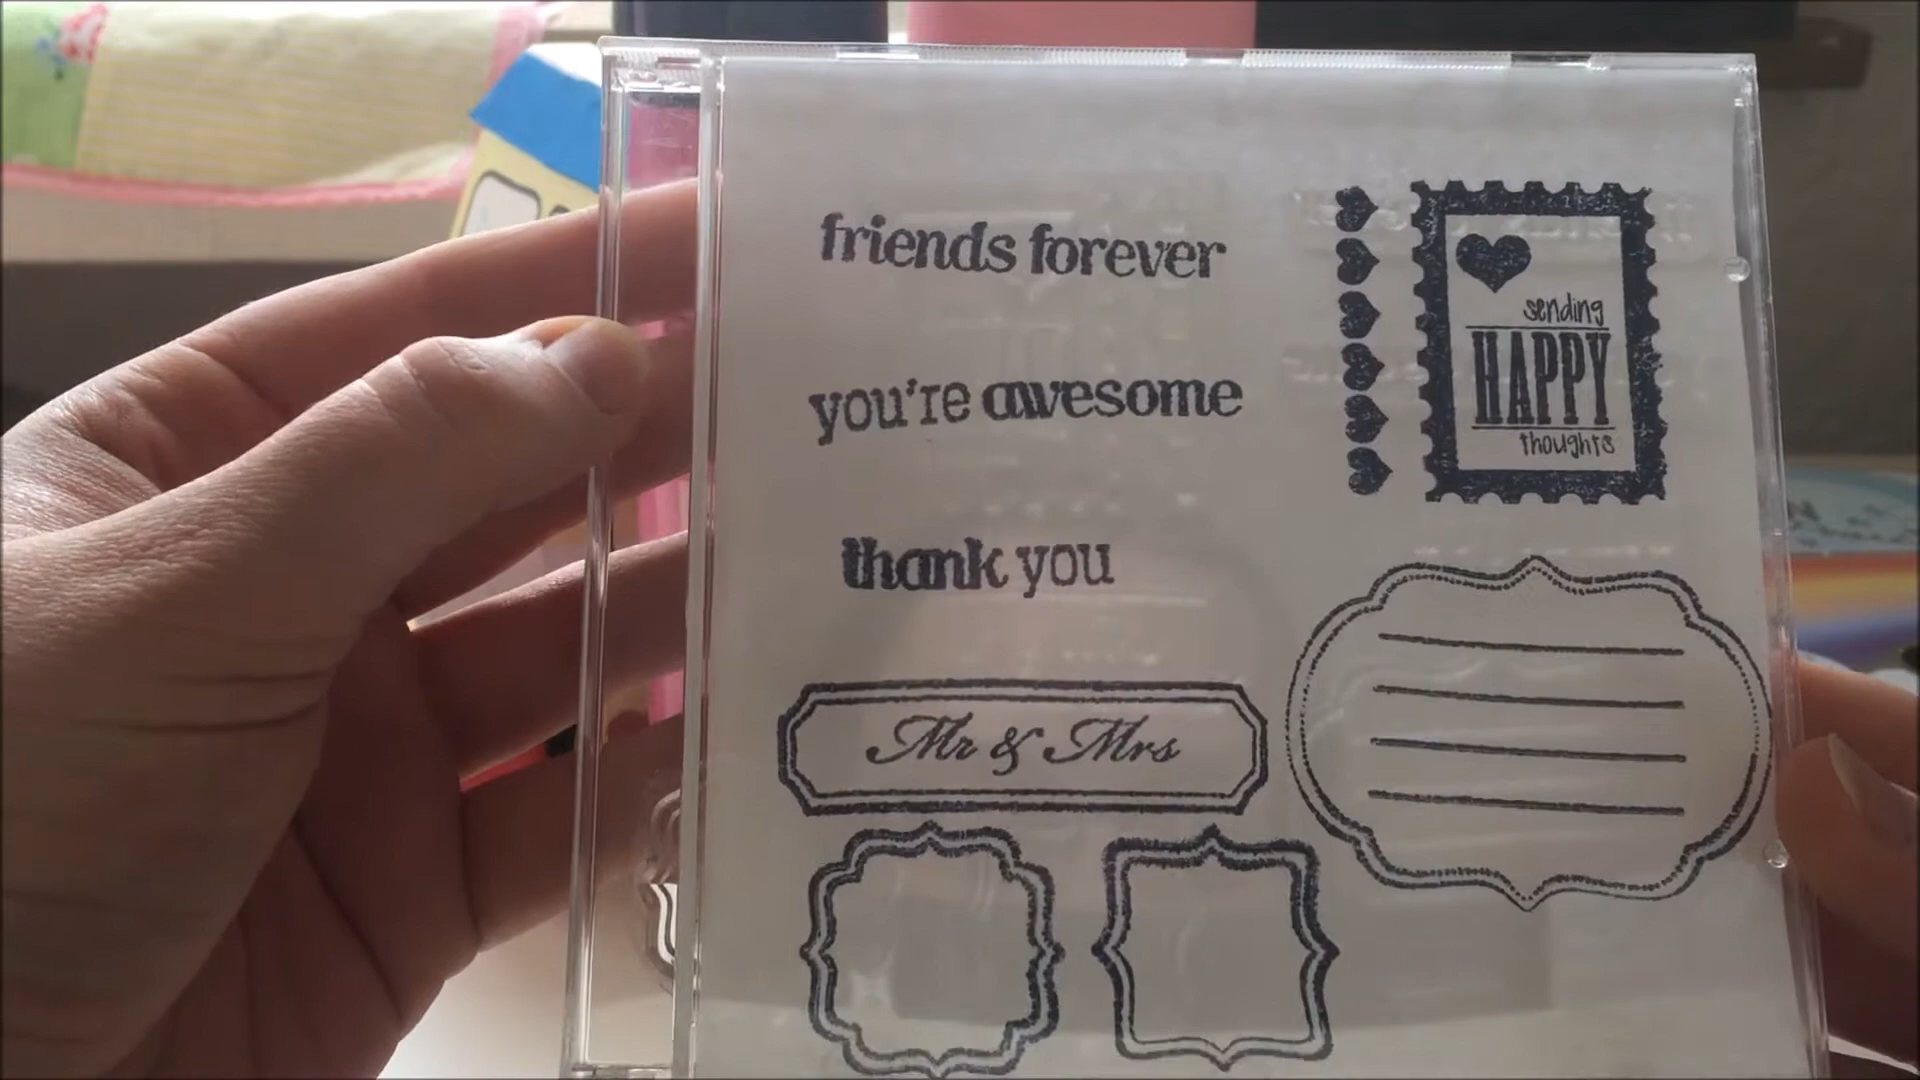 friends forever
you're awesome
thank you
Mr & Mrs
sending
HAPPY
thoughts